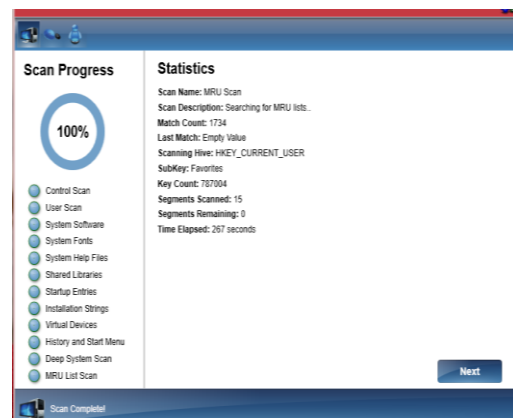 Scan Progress
100%
Control Scan
User Scan
System Software
System Fonts
System Help Files
Shared Libraries
Startup Entries
Installation Strings
Virtual Devices
History and Start Menu
Deep System Scan
MRU List Scan
Statistics
Scan Name: MRU Scan
Scan Description: Searching for MRU lists..
Match Count: 1734
Last Match: Empty Value
Scanning Hive: HKEY_CURRENT_USER
SubKey: Favorites
Key Count: 787004
Segments Scanned: 15
Segments Remaining: 0
Time Elapsed: 267 seconds
Next
Scan Complete!